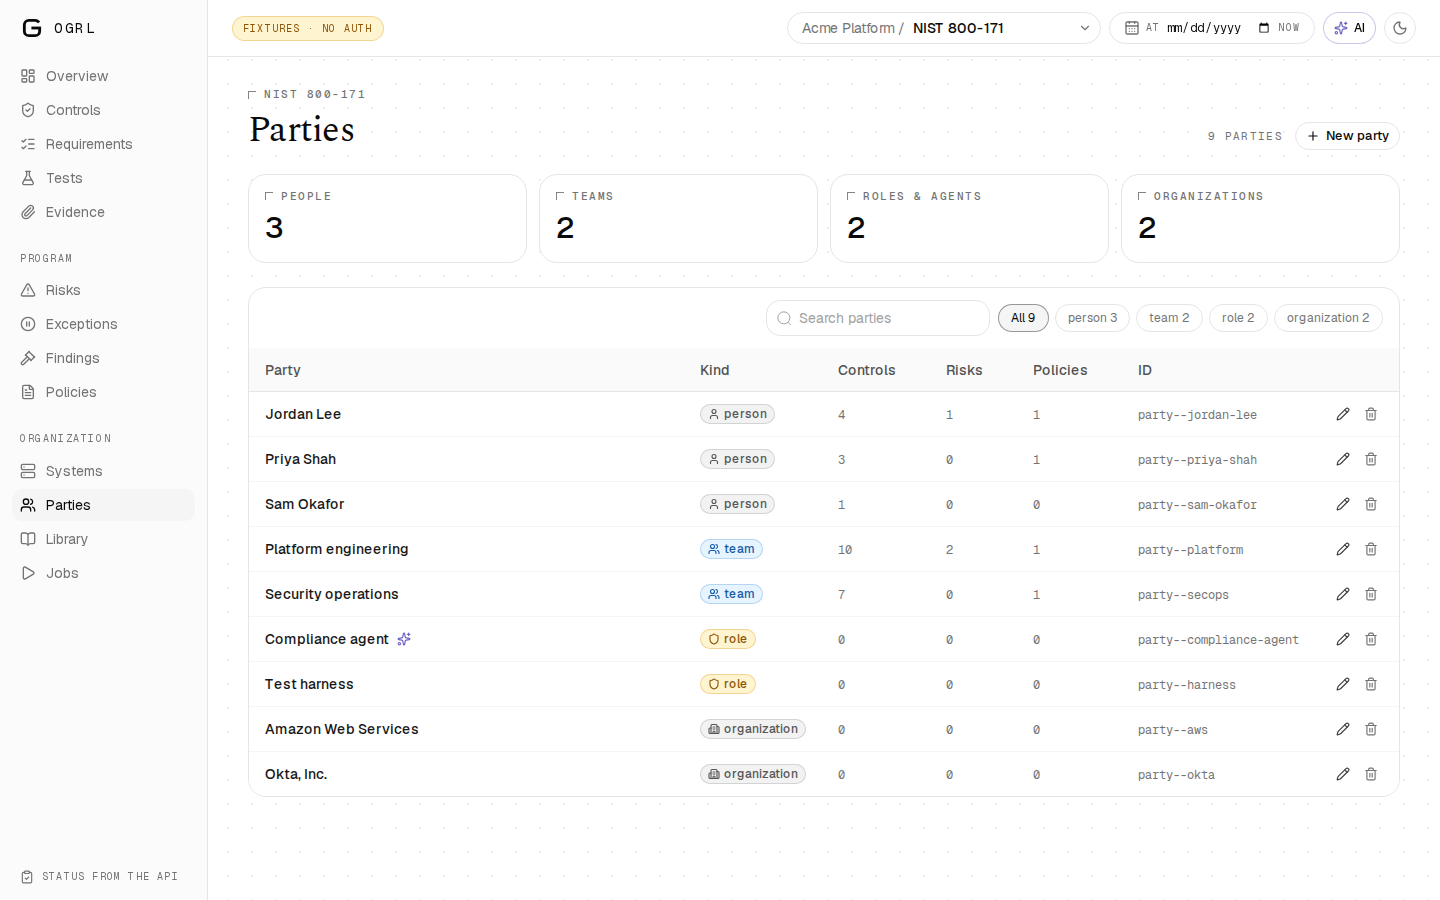 OGRL
Overview
Controls
Requirements
Tests
Evidence
PROGRAM
Risks
Exceptions
Findings
Policies
ORGANIZATION
Systems
Parties
Library
Jobs
STATUS FROM THE API
FIXTURES · NO AUTH
Acme Platform / NIST 800-171
AT mm/dd/yyyy NOW
AI
NIST 800-171
Parties
9 PARTIES
New party
PEOPLE
3
TEAMS
2
ROLES & AGENTS
2
ORGANIZATIONS
2
Search parties
All 9 person 3 team 2 role 2 organization 2
Party Kind Controls Risks Policies ID
Jordan Lee person 4 1 1 party--jordan-lee
Priya Shah person 3 0 1 party--priya-shah
Sam Okafor person 1 0 0 party--sam-okafor
Platform engineering team 10 2 1 party--platform
Security operations team 7 0 1 party--secops
Compliance agent role 0 0 0 party--compliance-agent
Test harness role 0 0 0 party--harness
Amazon Web Services organization 0 0 0 party--aws
Okta, Inc. organization 0 0 0 party--okta